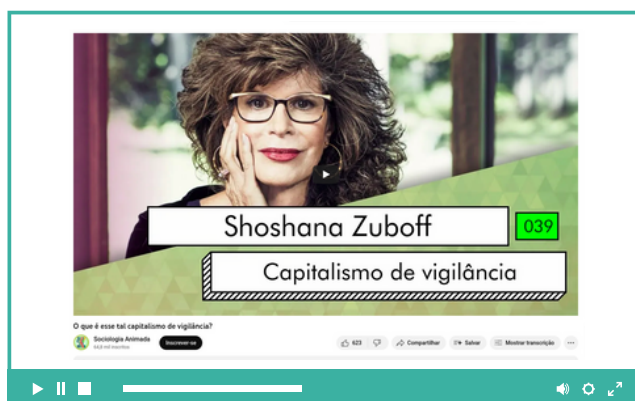 Shoshana Zuboff
039
Capitalismo de vigilância
O que é esse tal capitalismo de vigilância?
Sociologia Animada
Inscrever-se
623
Compartilhar
Salvar
Mostrar transcrição